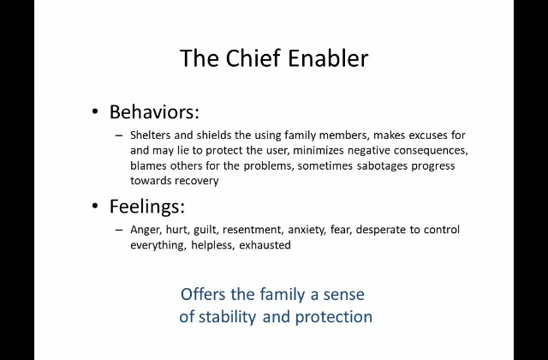 The Chief Enabler
• Behaviors:
– Shelters and shields the using family members, makes excuses for
and may lie to protect the user, minimizes negative consequences,
blames others for the problems, sometimes sabotages progress
towards recovery
• Feelings:
– Anger, hurt, guilt, resentment, anxiety, fear, desperate to control
everything, helpless, exhausted
Offers the family a sense
of stability and protection